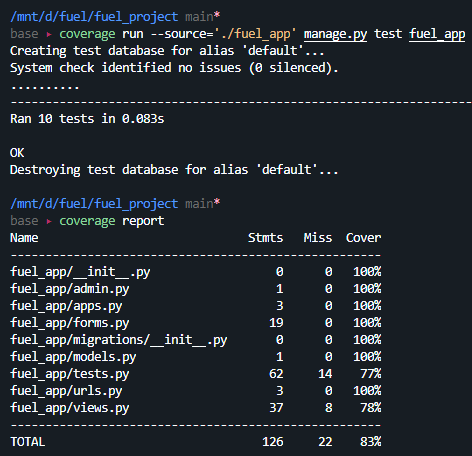 /mnt/d/fuel/fuel_project main*
base ▸ coverage run --source='./fuel_app' manage.py test fuel_app
Creating test database for alias 'default'...
System check identified no issues (0 silenced).
..........
----------------------------------------------------------------------
Ran 10 tests in 0.083s

OK
Destroying test database for alias 'default'...

/mnt/d/fuel/fuel_project main*
base ▸ coverage report
Name                              Stmts   Miss  Cover
-----------------------------------------------------
fuel_app/__init__.py                  0      0   100%
fuel_app/admin.py                     1      0   100%
fuel_app/apps.py                      3      0   100%
fuel_app/forms.py                    19      0   100%
fuel_app/migrations/__init__.py       0      0   100%
fuel_app/models.py                    1      0   100%
fuel_app/tests.py                    62     14    77%
fuel_app/urls.py                      3      0   100%
fuel_app/views.py                    37      8    78%
-----------------------------------------------------
TOTAL                               126     22    83%